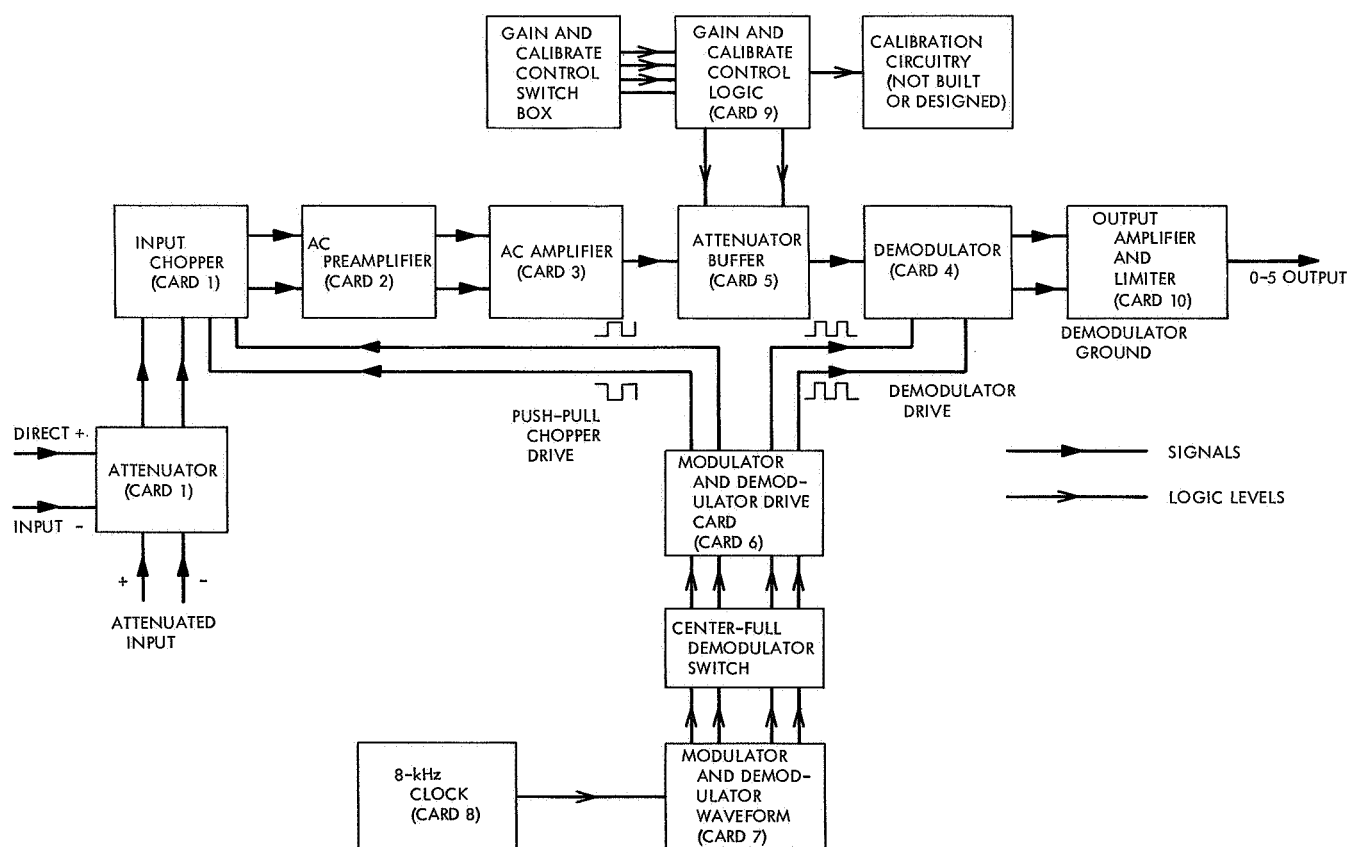 GAIN AND
CALIBRATE
CONTROL
SWITCH
BOX
GAIN AND
CALIBRATE
CONTROL
LOGIC
(CARD 9)
CALIBRATION
CIRCUITRY
(NOT BUILT
OR DESIGNED)
INPUT
CHOPPER
(CARD 1)
AC
PREAMPLIFIER
(CARD 2)
AC AMPLIFIER
(CARD 3)
ATTENUATOR
BUFFER
(CARD 5)
DEMODULATOR
(CARD 4)
OUTPUT
AMPLIFIER
AND
LIMITER
(CARD 10)
0-5 OUTPUT
DEMODULATOR
GROUND
PUSH-PULL
CHOPPER
DRIVE
DEMODULATOR
DRIVE
DIRECT +
INPUT -
ATTENUATOR
(CARD 1)
+ -
ATTENUATED
INPUT
MODULATOR
AND DEMOD-
ULATOR DRIVE
CARD
(CARD 6)
SIGNALS
LOGIC LEVELS
CENTER-FULL
DEMODULATOR
SWITCH
8-kHz
CLOCK
(CARD 8)
MODULATOR
AND DEMOD-
ULATOR
WAVEFORM
(CARD 7)